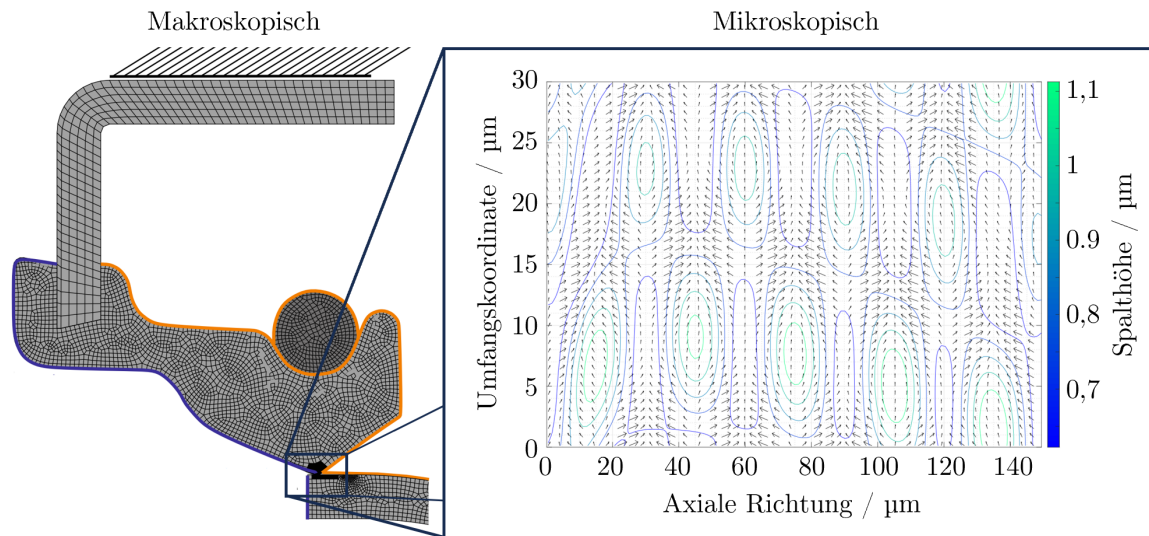 Makroskopisch
Mikroskopisch
Umfangskoordinate / µm
30
25
20
15
10
5
0
0 20 40 60 80 100 120 140
Axiale Richtung / µm
1,1
1
0.9
0,8
0,7
Spalthöhe / µm